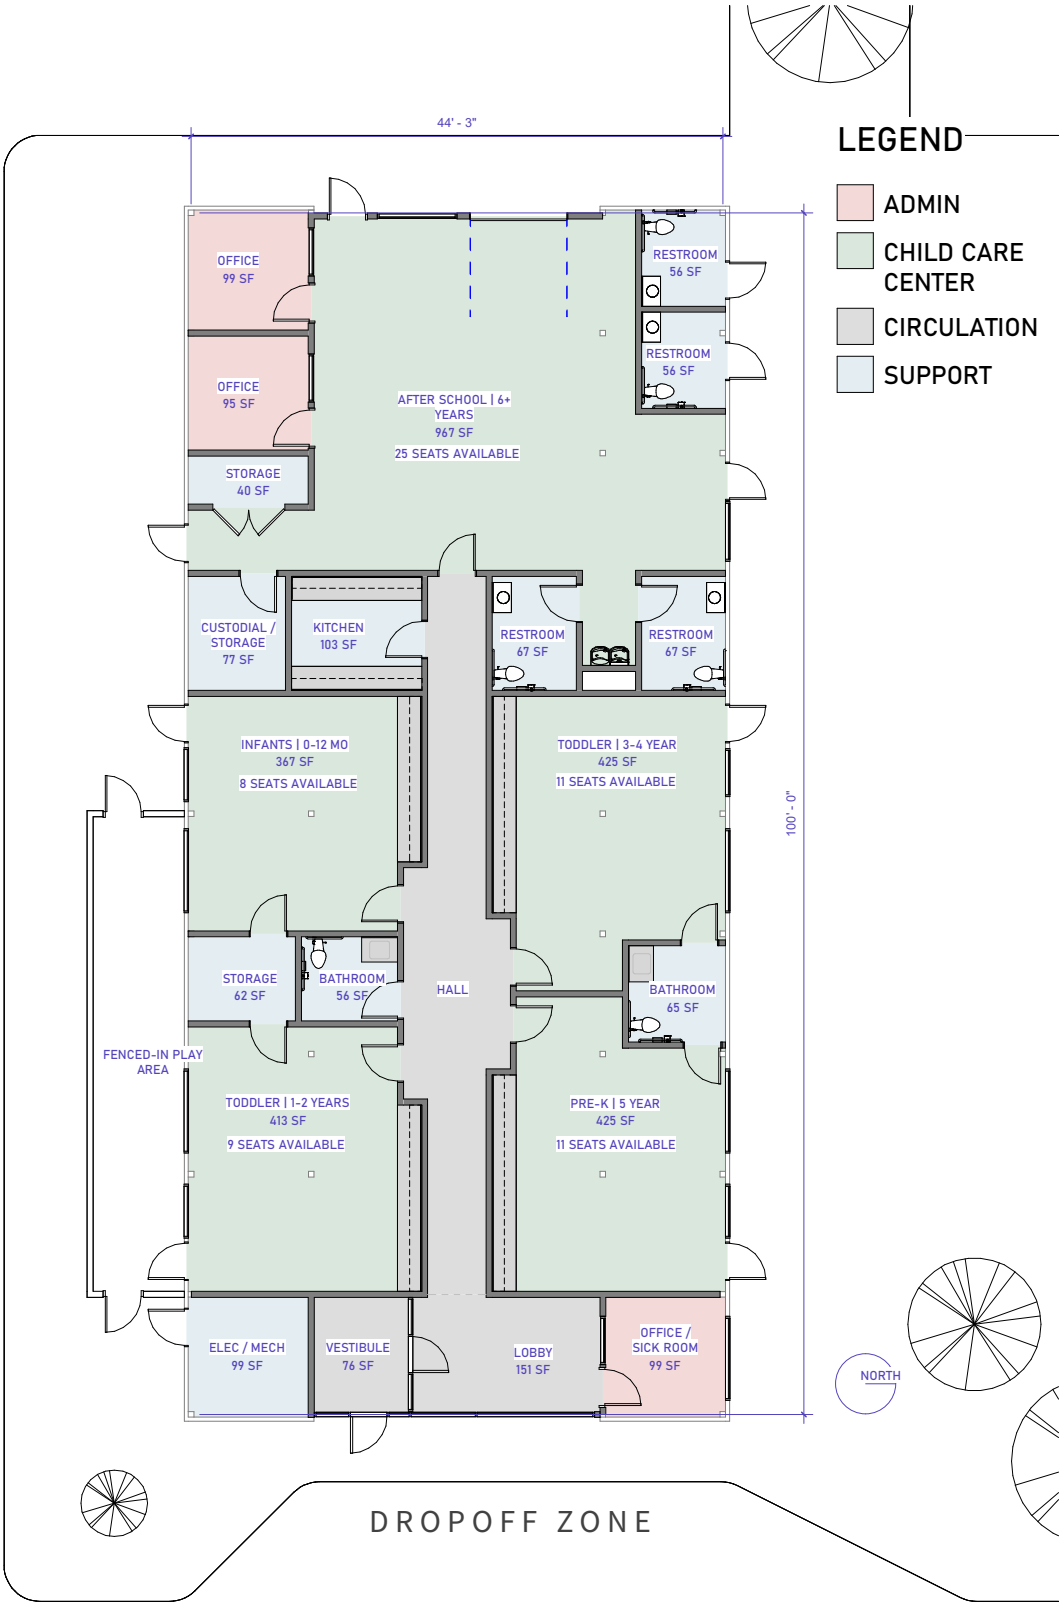 44' - 3"
LEGEND
ADMIN
CHILD CARE
CENTER
CIRCULATION
SUPPORT
OFFICE
99 SF
RESTROOM
56 SF
RESTROOM
56 SF
OFFICE
95 SF
AFTER SCHOOL | 6+
YEARS
967 SF
25 SEATS AVAILABLE
STORAGE
40 SF
CUSTODIAL /
STORAGE
77 SF
KITCHEN
103 SF
RESTROOM
67 SF
RESTROOM
67 SF
INFANTS | 0-12 MO
367 SF
8 SEATS AVAILABLE
TODDLER | 3-4 YEAR
425 SF
11 SEATS AVAILABLE
100' - 0"
STORAGE
62 SF
BATHROOM
56 SF
HALL
BATHROOM
65 SF
FENCED-IN PLAY
AREA
TODDLER | 1-2 YEARS
413 SF
9 SEATS AVAILABLE
PRE-K | 5 YEAR
425 SF
11 SEATS AVAILABLE
ELEC / MECH
99 SF
VESTIBULE
76 SF
LOBBY
151 SF
OFFICE /
SICK ROOM
99 SF
NORTH
DROPOFF ZONE